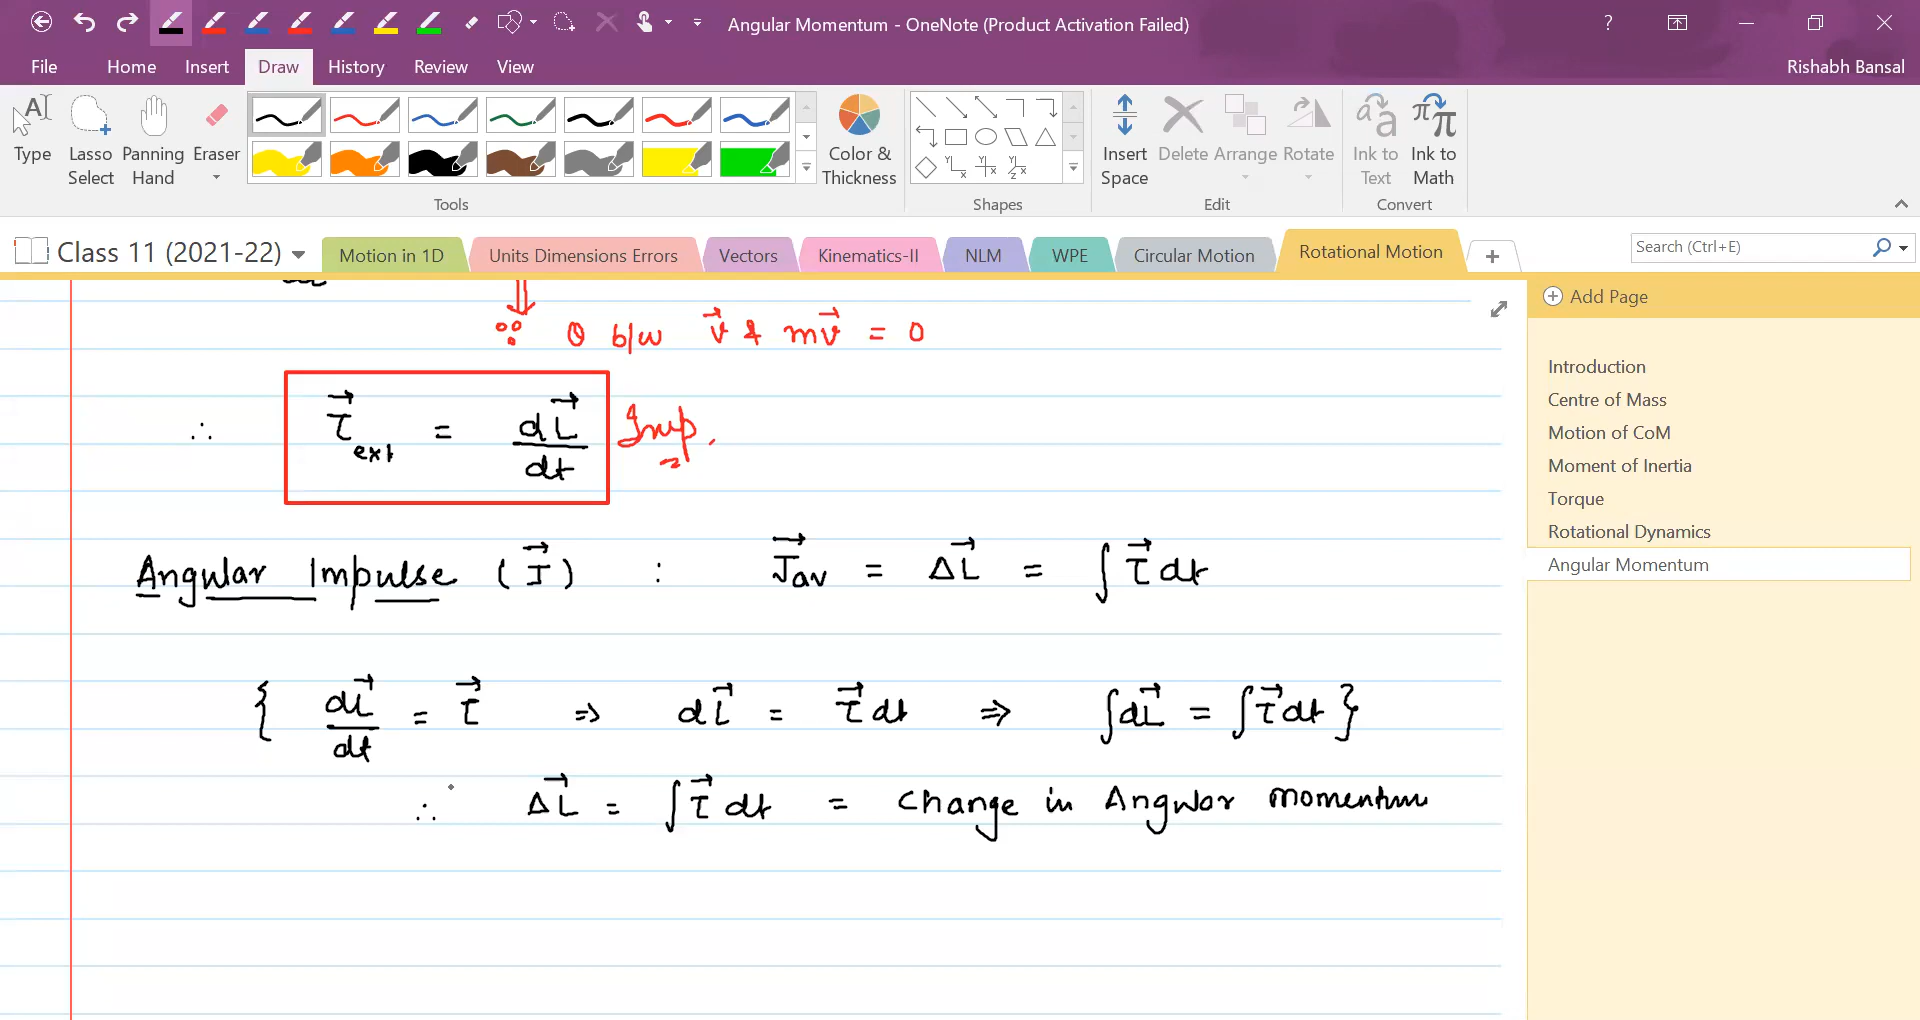 Angular Momentum - OneNote (Product Activation Failed)
File Home Insert Draw History Review View Rishabh Bansal
Type Lasso Select Panning Hand Eraser Color & Thickness Insert Space Delete Arrange Rotate Ink to Text Ink to Math
Tools Shapes Edit Convert
Class 11 (2021-22) Motion in 1D Units Dimensions Errors Vectors Kinematics-II NLM WPE Circular Motion Rotational Motion Search (Ctrl+E)
Add Page
Introduction
Centre of Mass
Motion of CoM
Moment of Inertia
Torque
Rotational Dynamics
Angular Momentum
∵ θ b/w v⃗ & mv⃗ = 0
∴ τ⃗ext = dL⃗/dt Imp.
Angular Impulse (J⃗) : J⃗av = ΔL⃗ = ∫τ⃗dt
{ dL⃗/dt = τ⃗ ⇒ dL⃗ = τ⃗dt ⇒ ∫dL⃗ = ∫τ⃗dt }
∴ ΔL⃗ = ∫τ⃗dt = Change in Angular momentum